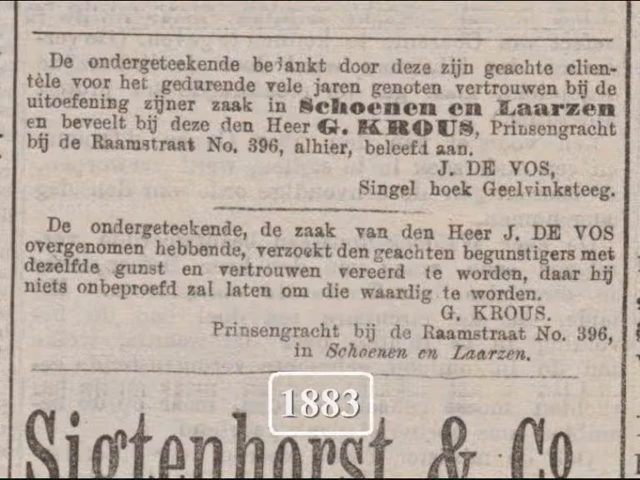 De ondergeteekende bedankt door deze zijn geachte clien-
tèle voor het gedurende vele jaren genoten vertrouwen bij de
uitoefening zijner zaak in Schoenen en Laarzen
en beveelt bij deze den Heer G. KROUS, Prinsengracht
bij de Raamstraat No. 396, alhier, beleefd aan.
J. DE VOS,
Singel hoek Geelvinksteeg.
De ondergeteekende, de zaak van den Heer J. DE VOS
overgenomen hebbende, verzoekt den geachten begunstigers met
dezelfde gunst en vertrouwen vereerd te worden, daar hij
niets onbeproefd zal laten om die waardig te worden.
G. KROUS.
Prinsengracht bij de Raamstraat No. 396,
in Schoenen en Laarzen.
1883
Sigtenhorst & Co